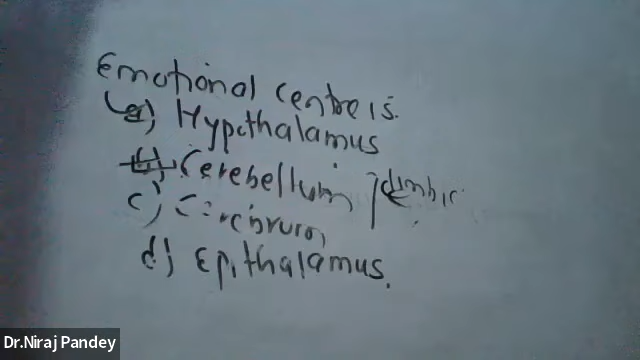 Emotional Centre is.
a) Hypothalamus
b) Cerebellum
c) Cerebrum
limbic
d) Epithalamus.
Dr.Niraj Pandey